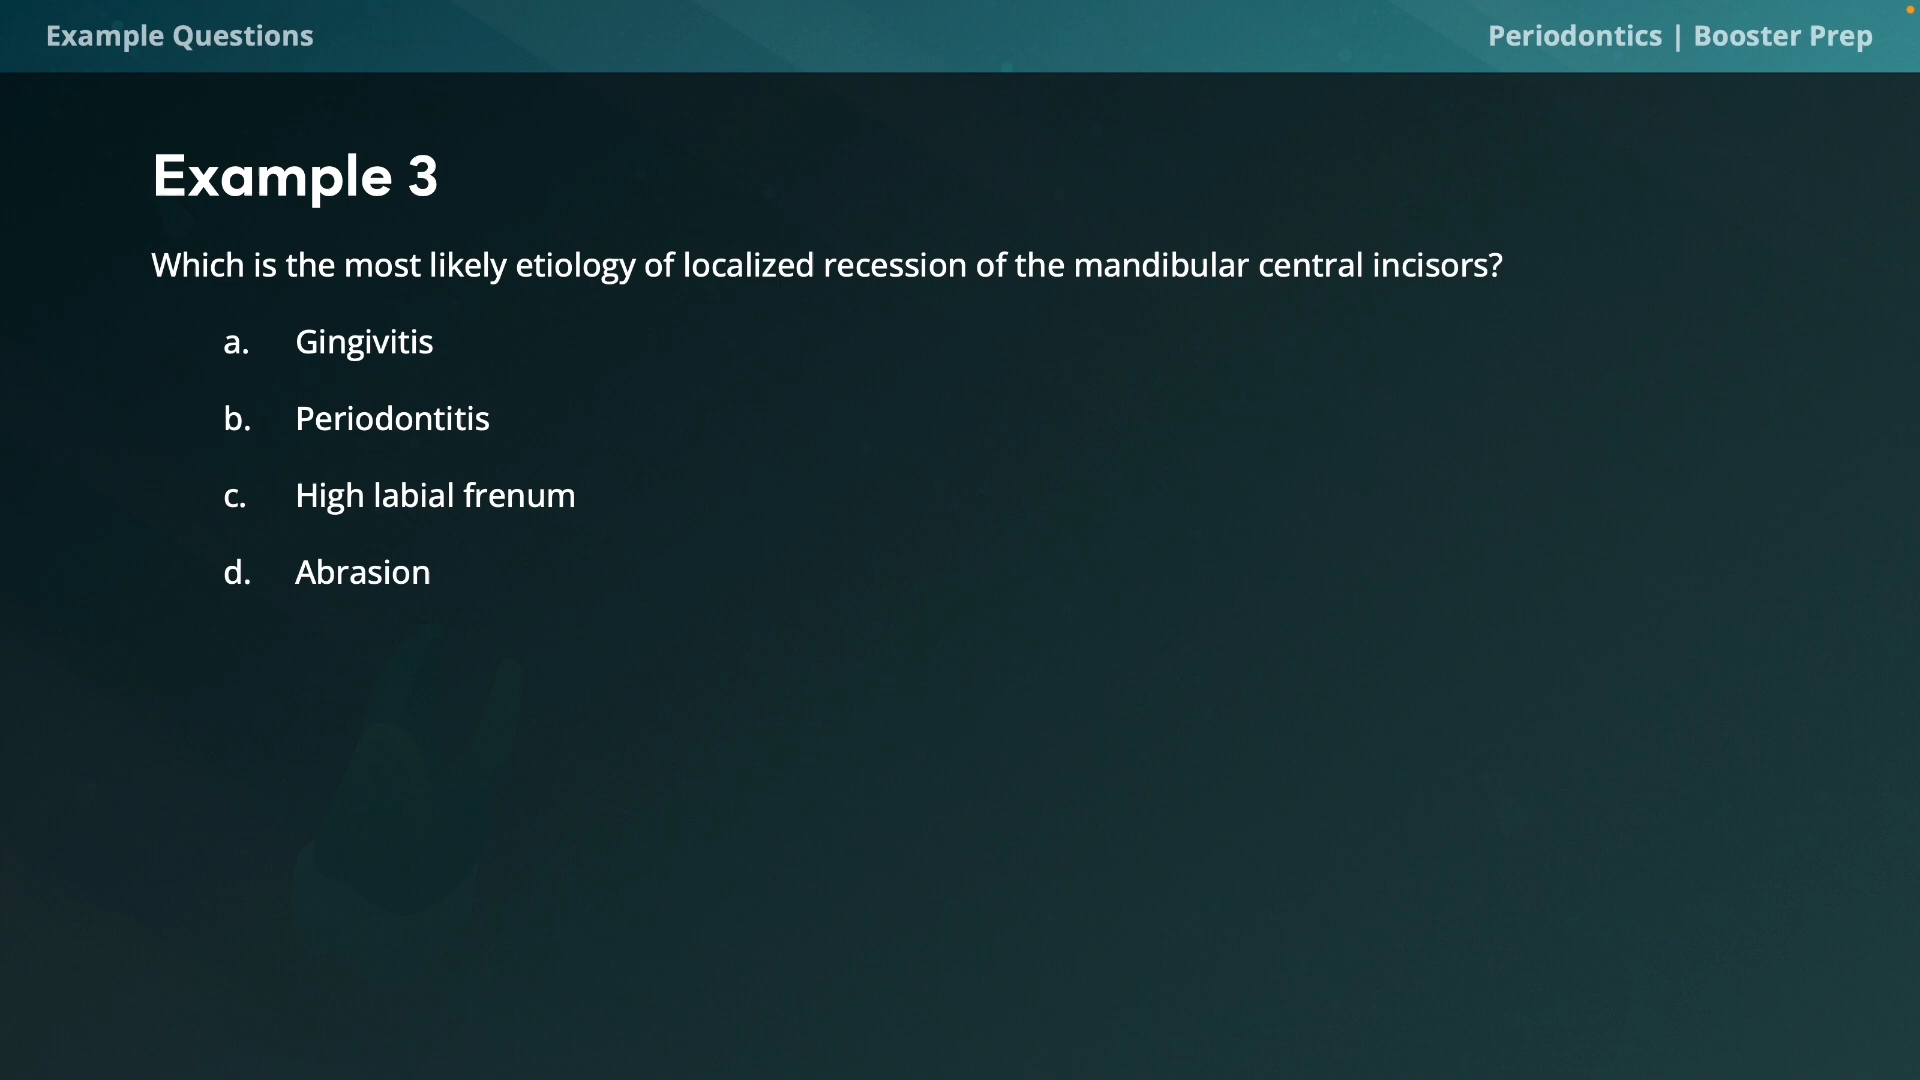 Example Questions
Periodontics | Booster Prep
Example 3
Which is the most likely etiology of localized recession of the mandibular central incisors?
a. Gingivitis
b. Periodontitis
c. High labial frenum
d. Abrasion